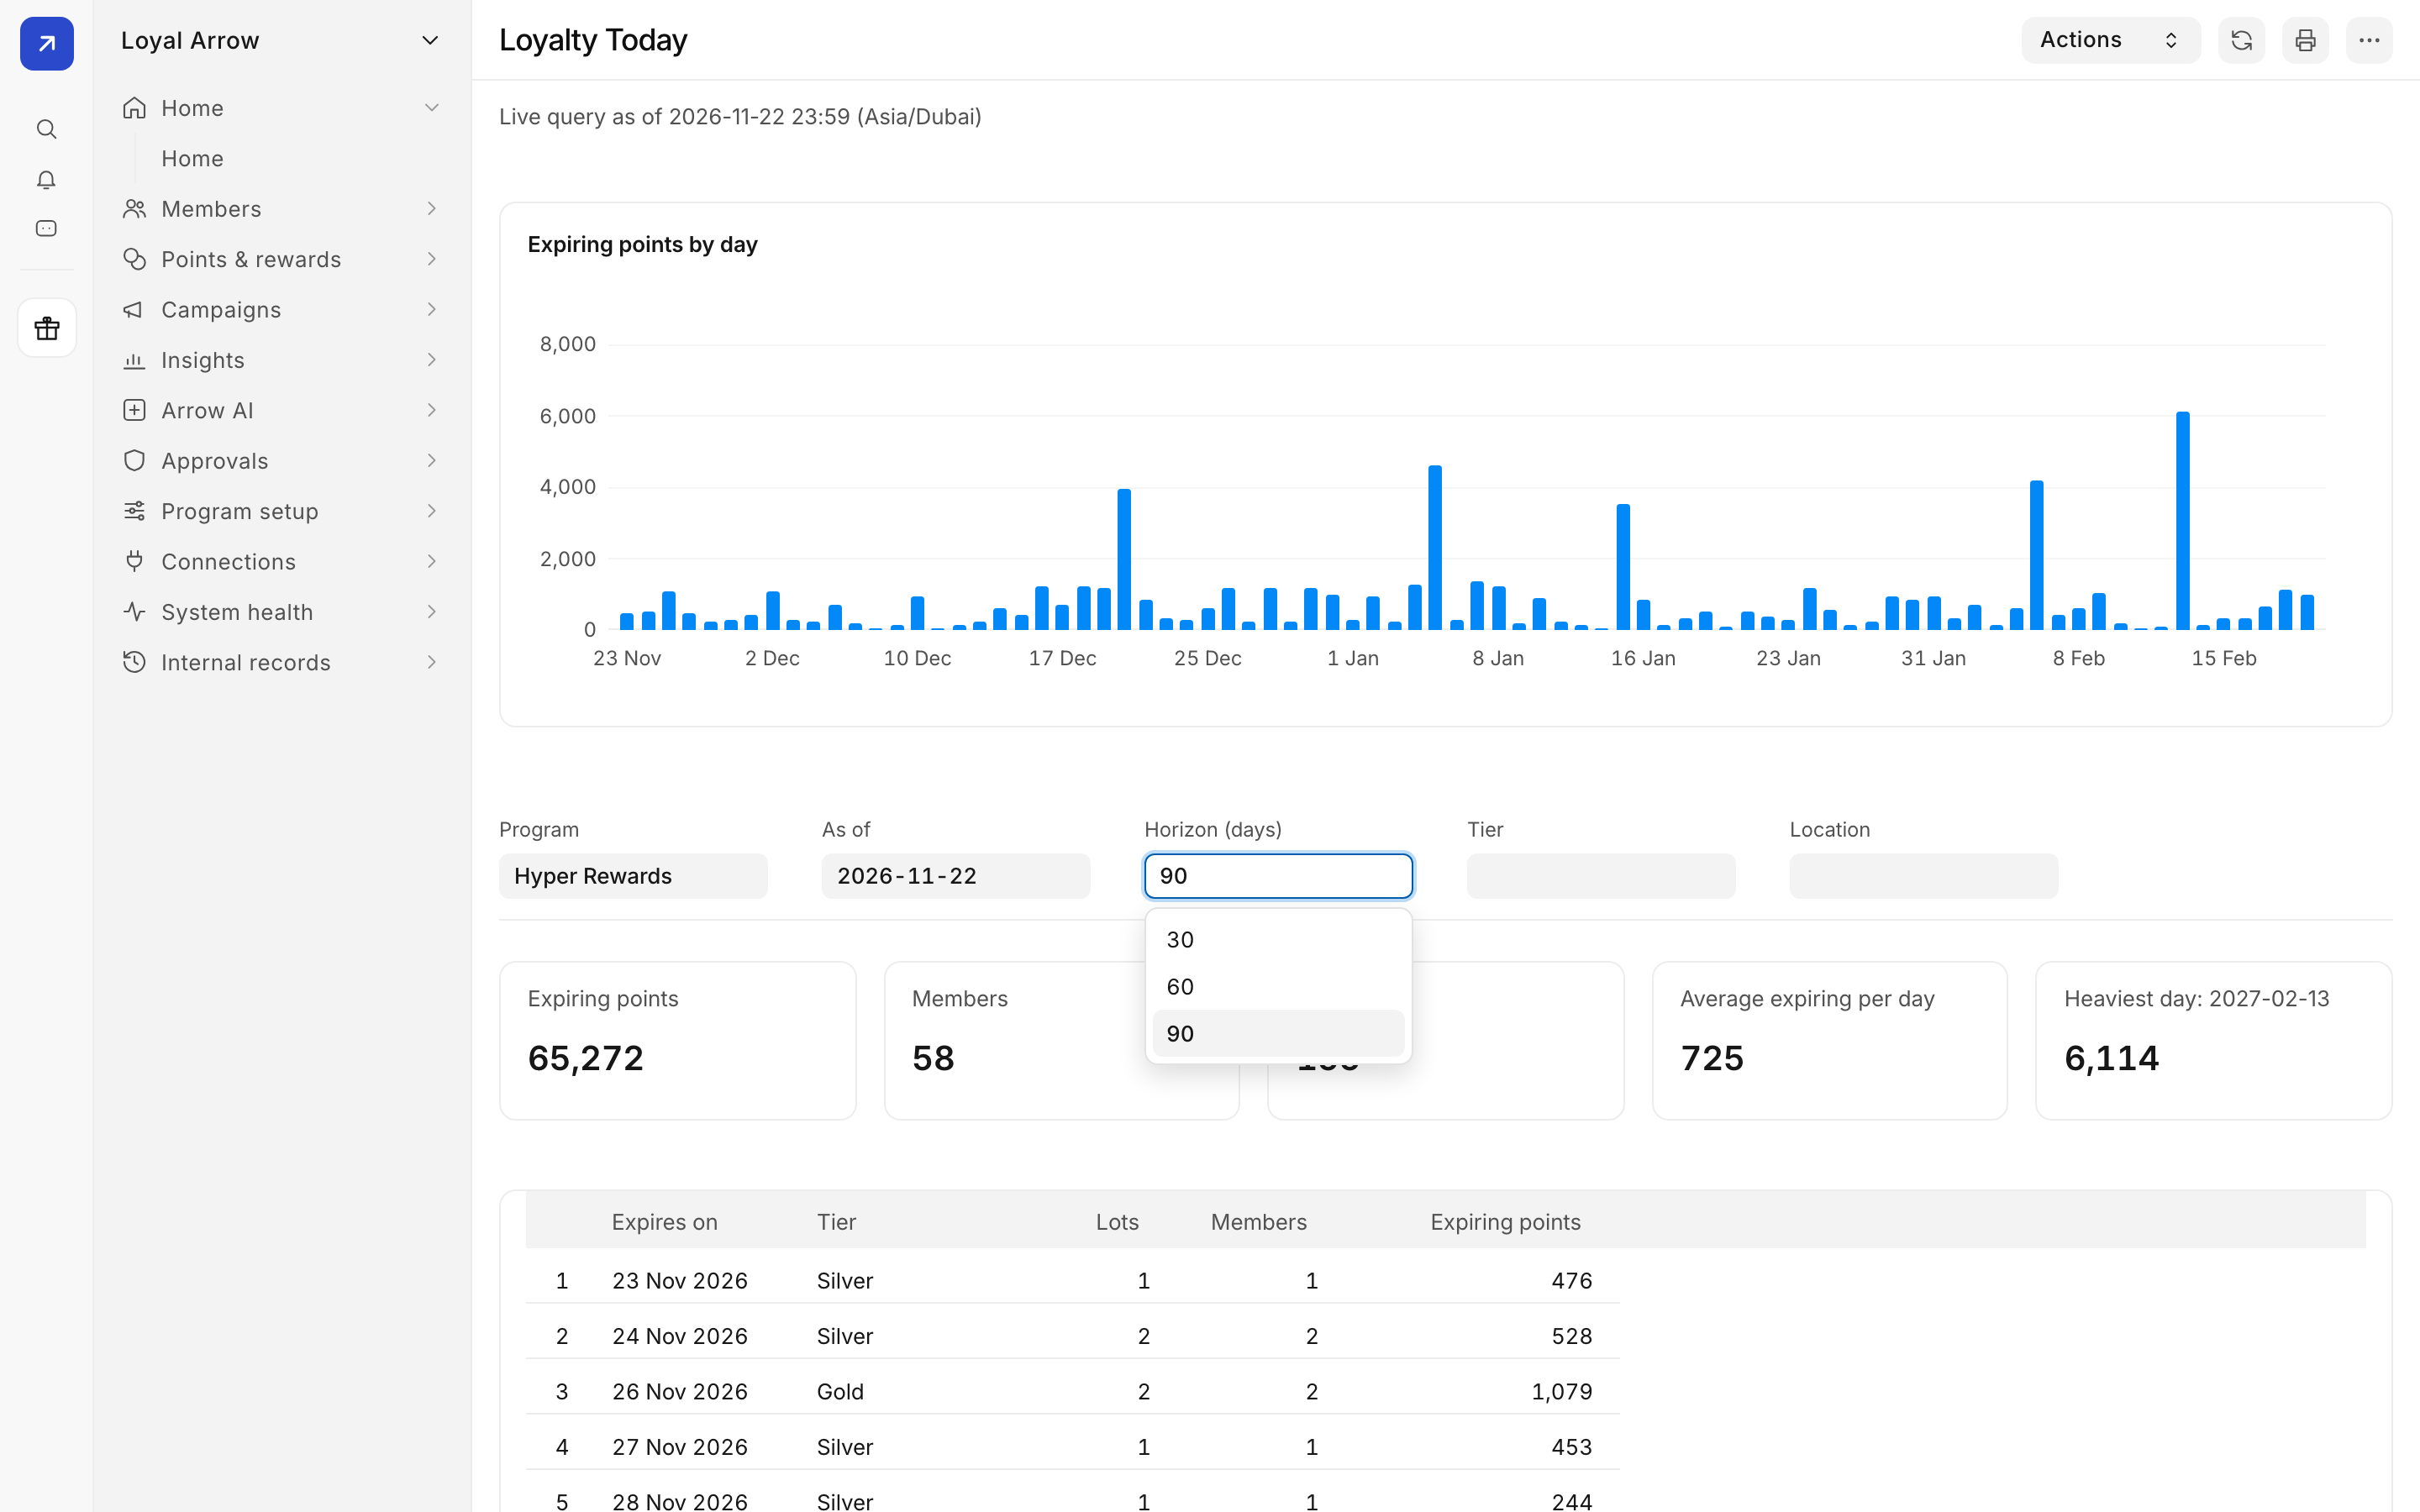 Loyal Arrow
Home
Home
Members
Points & rewards
Campaigns
Insights
Arrow AI
Approvals
Program setup
Connections
System health
Internal records
Loyalty Today
Actions
Live query as of 2026-11-22 23:59 (Asia/Dubai)
Expiring points by day
8,000
6,000
4,000
2,000
0
23 Nov 2 Dec 10 Dec 17 Dec 25 Dec 1 Jan 8 Jan 16 Jan 23 Jan 31 Jan 8 Feb 15 Feb
Program As of Horizon (days) Tier Location
Hyper Rewards 2026-11-22 90
30
60
90
Expiring points Members Average expiring per day Heaviest day: 2027-02-13
65,272 58 725 6,114
Expires on Tier Lots Members Expiring points
1 23 Nov 2026 Silver 1 1 476
2 24 Nov 2026 Silver 2 2 528
3 26 Nov 2026 Gold 2 2 1,079
4 27 Nov 2026 Silver 1 1 453
5 28 Nov 2026 Silver 1 1 244